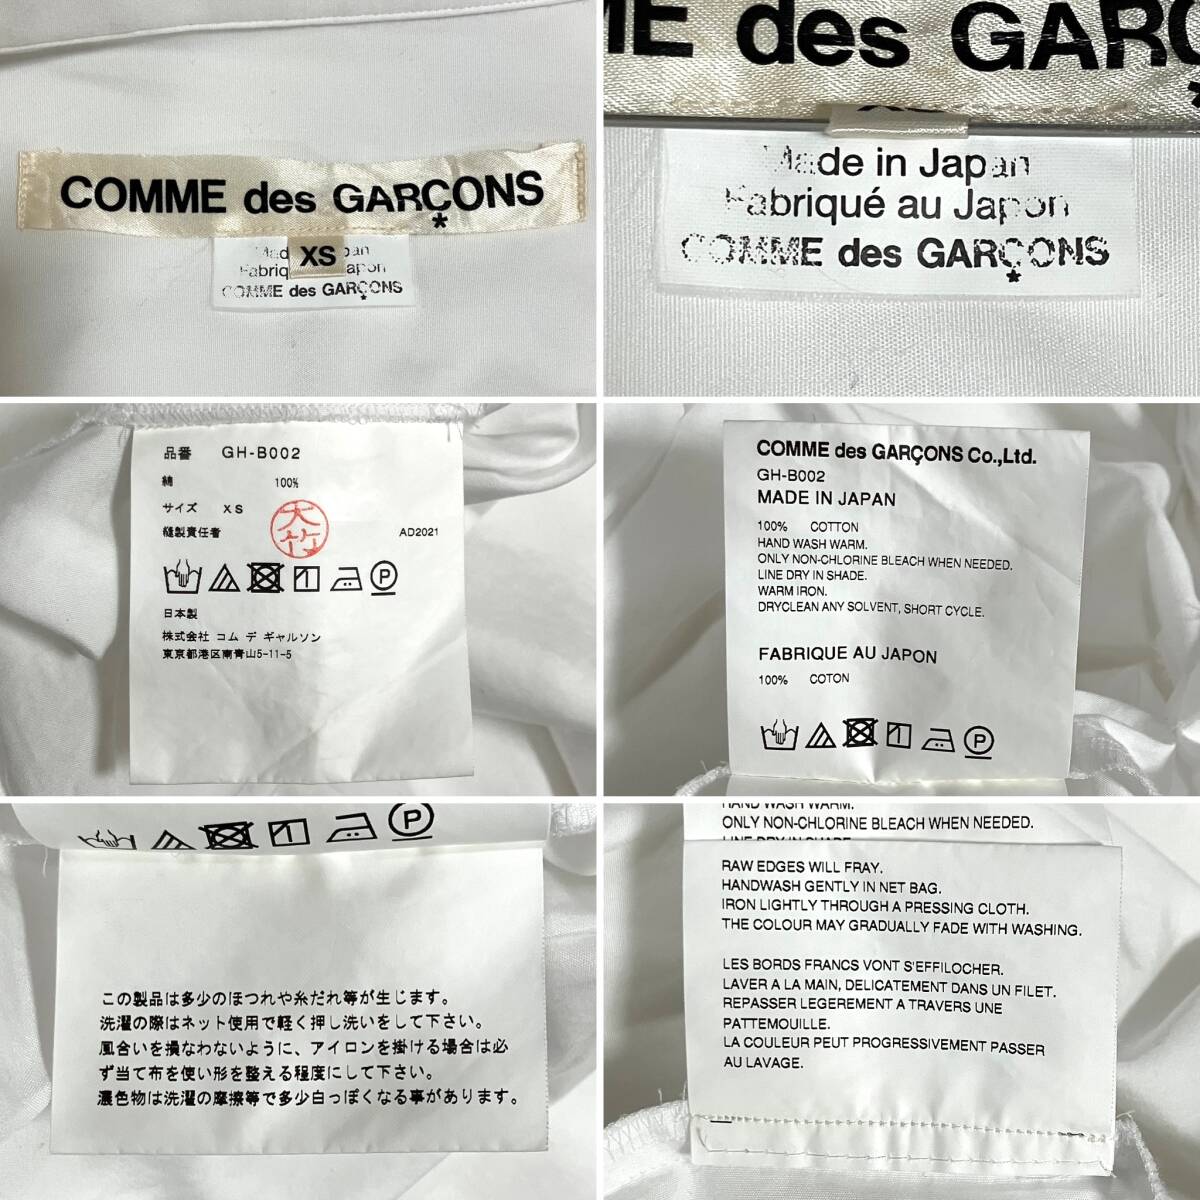 COMME des GARÇONS
XS
Made pan
Fabriq Japon
COMME des GARÇONS
ME des GARÇ
XS
Made in Japan
Fabriqué au Japon
COMME des GARÇONS
品番 GH-B002
綿 100%
サイズ XS
縫製責任者 大竹 AD2021
P
日本製
株式会社 コム デ ギャルソン
東京都港区南青山5-11-5
COMME des GARÇONS Co.,Ltd.
GH-B002
MADE IN JAPAN
100% COTTON
HAND WASH WARM.
ONLY NON-CHLORINE BLEACH WHEN NEEDED.
LINE DRY IN SHADE.
WARM IRON.
DRYCLEAN ANY SOLVENT, SHORT CYCLE.
FABRIQUE AU JAPON
100% COTON
P
P
この製品は多少のほつれや糸だれ等が生じます。
洗濯の際はネット使用で軽く押し洗いをして下さい。
風合いを損なわないように、アイロンを掛ける場合は必
ず当て布を使い形を整える程度にして下さい。
濃色物は洗濯の摩擦等で多少白っぽくなる事があります。
HAND WASH WARM.
ONLY NON-CHLORINE BLEACH WHEN NEEDED.
LINE DRY IN SHADE
RAW EDGES WILL FRAY.
HANDWASH GENTLY IN NET BAG.
IRON LIGHTLY THROUGH A PRESSING CLOTH.
THE COLOUR MAY GRADUALLY FADE WITH WASHING.
LES BORDS FRANCS VONT S'EFFILOCHER.
LAVER A LA MAIN, DELICATEMENT DANS UN FILET.
REPASSER LEGEREMENT A TRAVERS UNE
PATTEMOUILLE.
LA COULEUR PEUT PROGRESSIVEMENT PASSER
AU LAVAGE.